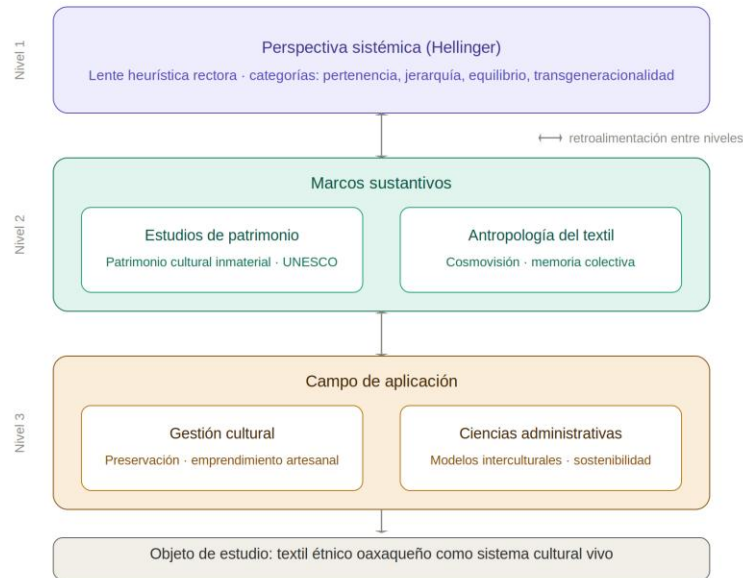 Nivel 1
Perspectiva sistémica (Hellinger)
Lente heurística rectora · categorías: pertenencia, jerarquía, equilibrio, transgeneracionalidad
retroalimentación entre niveles
Nivel 2
Marcos sustantivos
Estudios de patrimonio
Patrimonio cultural inmaterial · UNESCO
Antropología del textil
Cosmovisión · memoria colectiva
Nivel 3
Campo de aplicación
Gestión cultural
Preservación · emprendimiento artesanal
Ciencias administrativas
Modelos interculturales · sostenibilidad
Objeto de estudio: textil étnico oaxaqueño como sistema cultural vivo